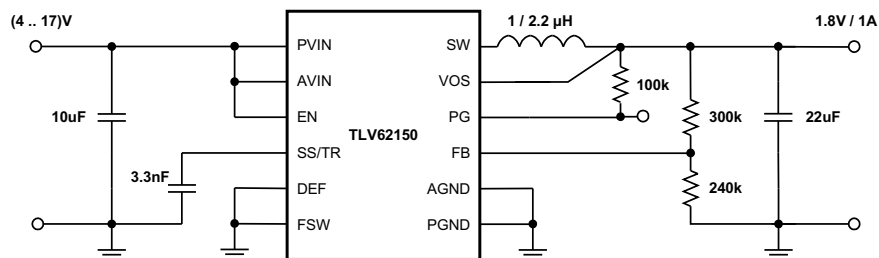 (4 .. 17)V
1 / 2.2 µH
1.8V / 1A
PVIN
SW
AVIN
VOS
100k
10uF
EN
PG
300k
22uF
TLV62150
SS/TR
FB
3.3nF
DEF
AGND
240k
FSW
PGND